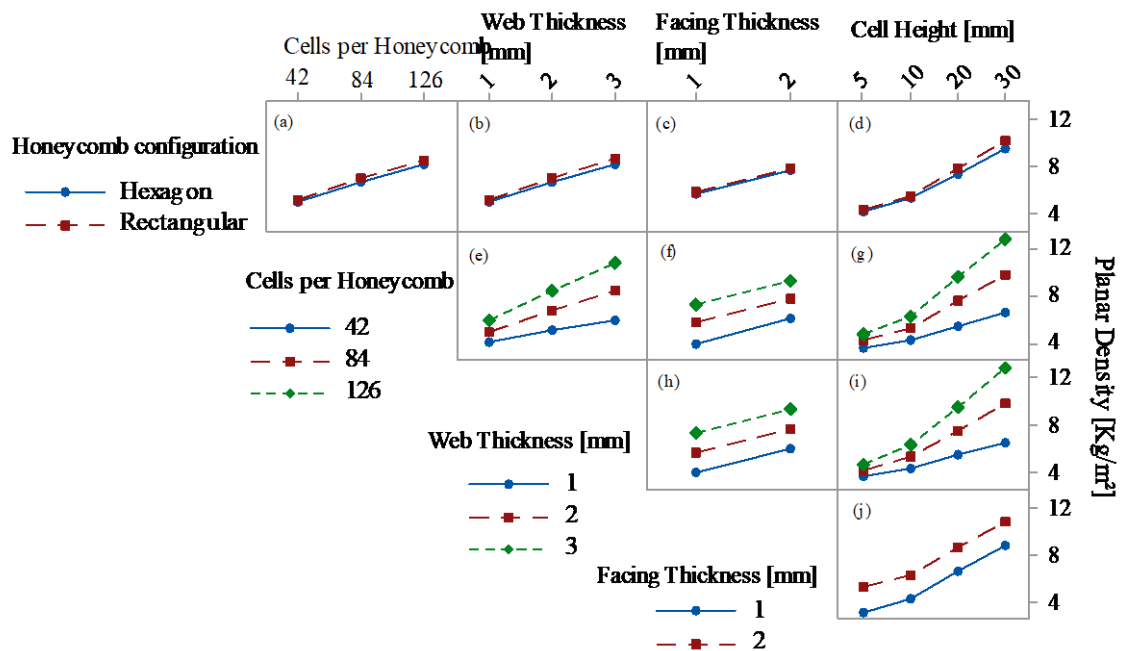 Web Thickness
[mm]
Facing Thickness
[mm]
Cell Height [mm]
Cells per Honeycomb
42 84 126
1 2 3
1 2
5 10 20 30
Honeycomb configuration
Hexagon
Rectangular
(a) (b) (c) (d)
12
8
4
Cells per Honeycomb
42
84
126
(e) (f) (g)
12
8
4
Planar Density [Kg/m²]
Web Thickness [mm]
1
2
3
(h) (i)
12
8
4
Facing Thickness [mm]
1
2
(j)
12
8
4